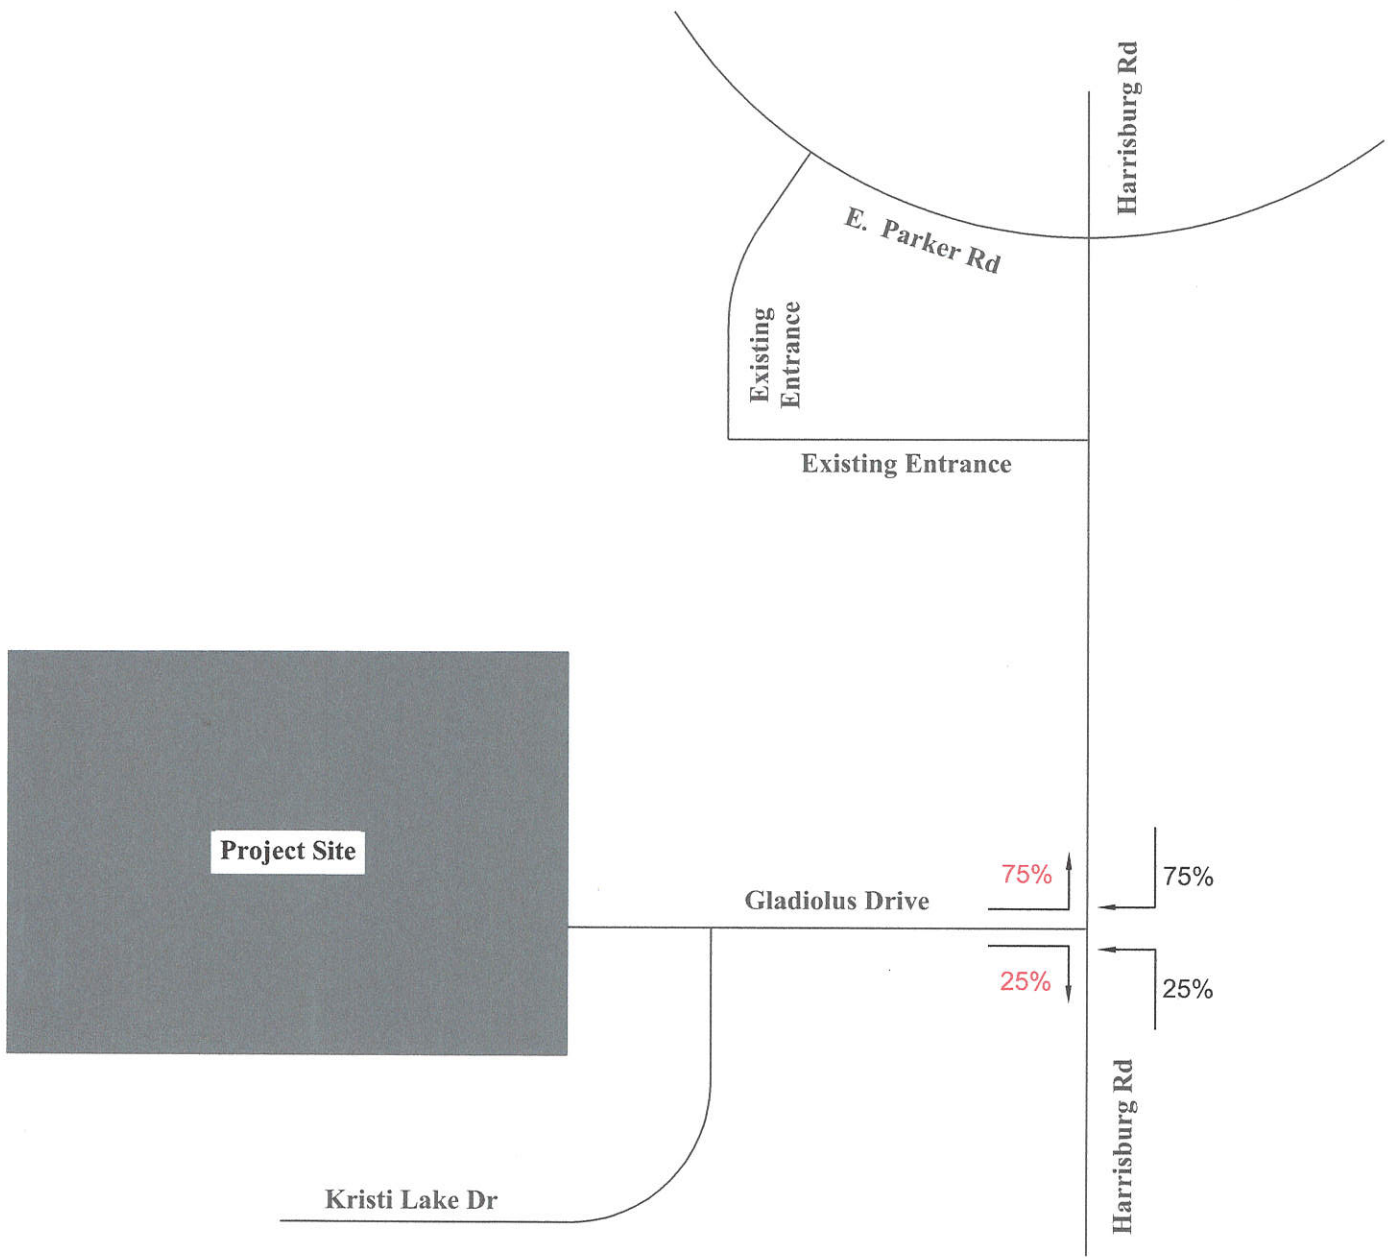 Harrisburg Rd
E. Parker Rd
Existing
Entrance
Existing Entrance
Project Site
Gladiolus Drive
75%
75%
25%
25%
Harrisburg Rd
Kristi Lake Dr